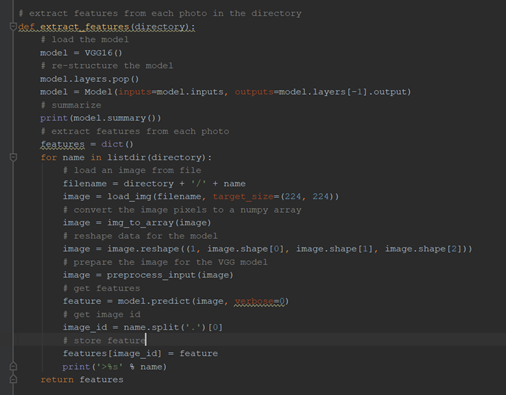 # extract features from each photo in the directory
def extract_features(directory):
    # load the model
    model = VGG16()
    # re-structure the model
    model.layers.pop()
    model = Model(inputs=model.inputs, outputs=model.layers[-1].output)
    # summarize
    print(model.summary())
    # extract features from each photo
    features = dict()
    for name in listdir(directory):
        # load an image from file
        filename = directory + '/' + name
        image = load_img(filename, target_size=(224, 224))
        # convert the image pixels to a numpy array
        image = img_to_array(image)
        # reshape data for the model
        image = image.reshape((1, image.shape[0], image.shape[1], image.shape[2]))
        # prepare the image for the VGG model
        image = preprocess_input(image)
        # get features
        feature = model.predict(image, verbose=0)
        # get image id
        image_id = name.split('.')[0]
        # store feature
        features[image_id] = feature
        print('>%s' % name)
    return features